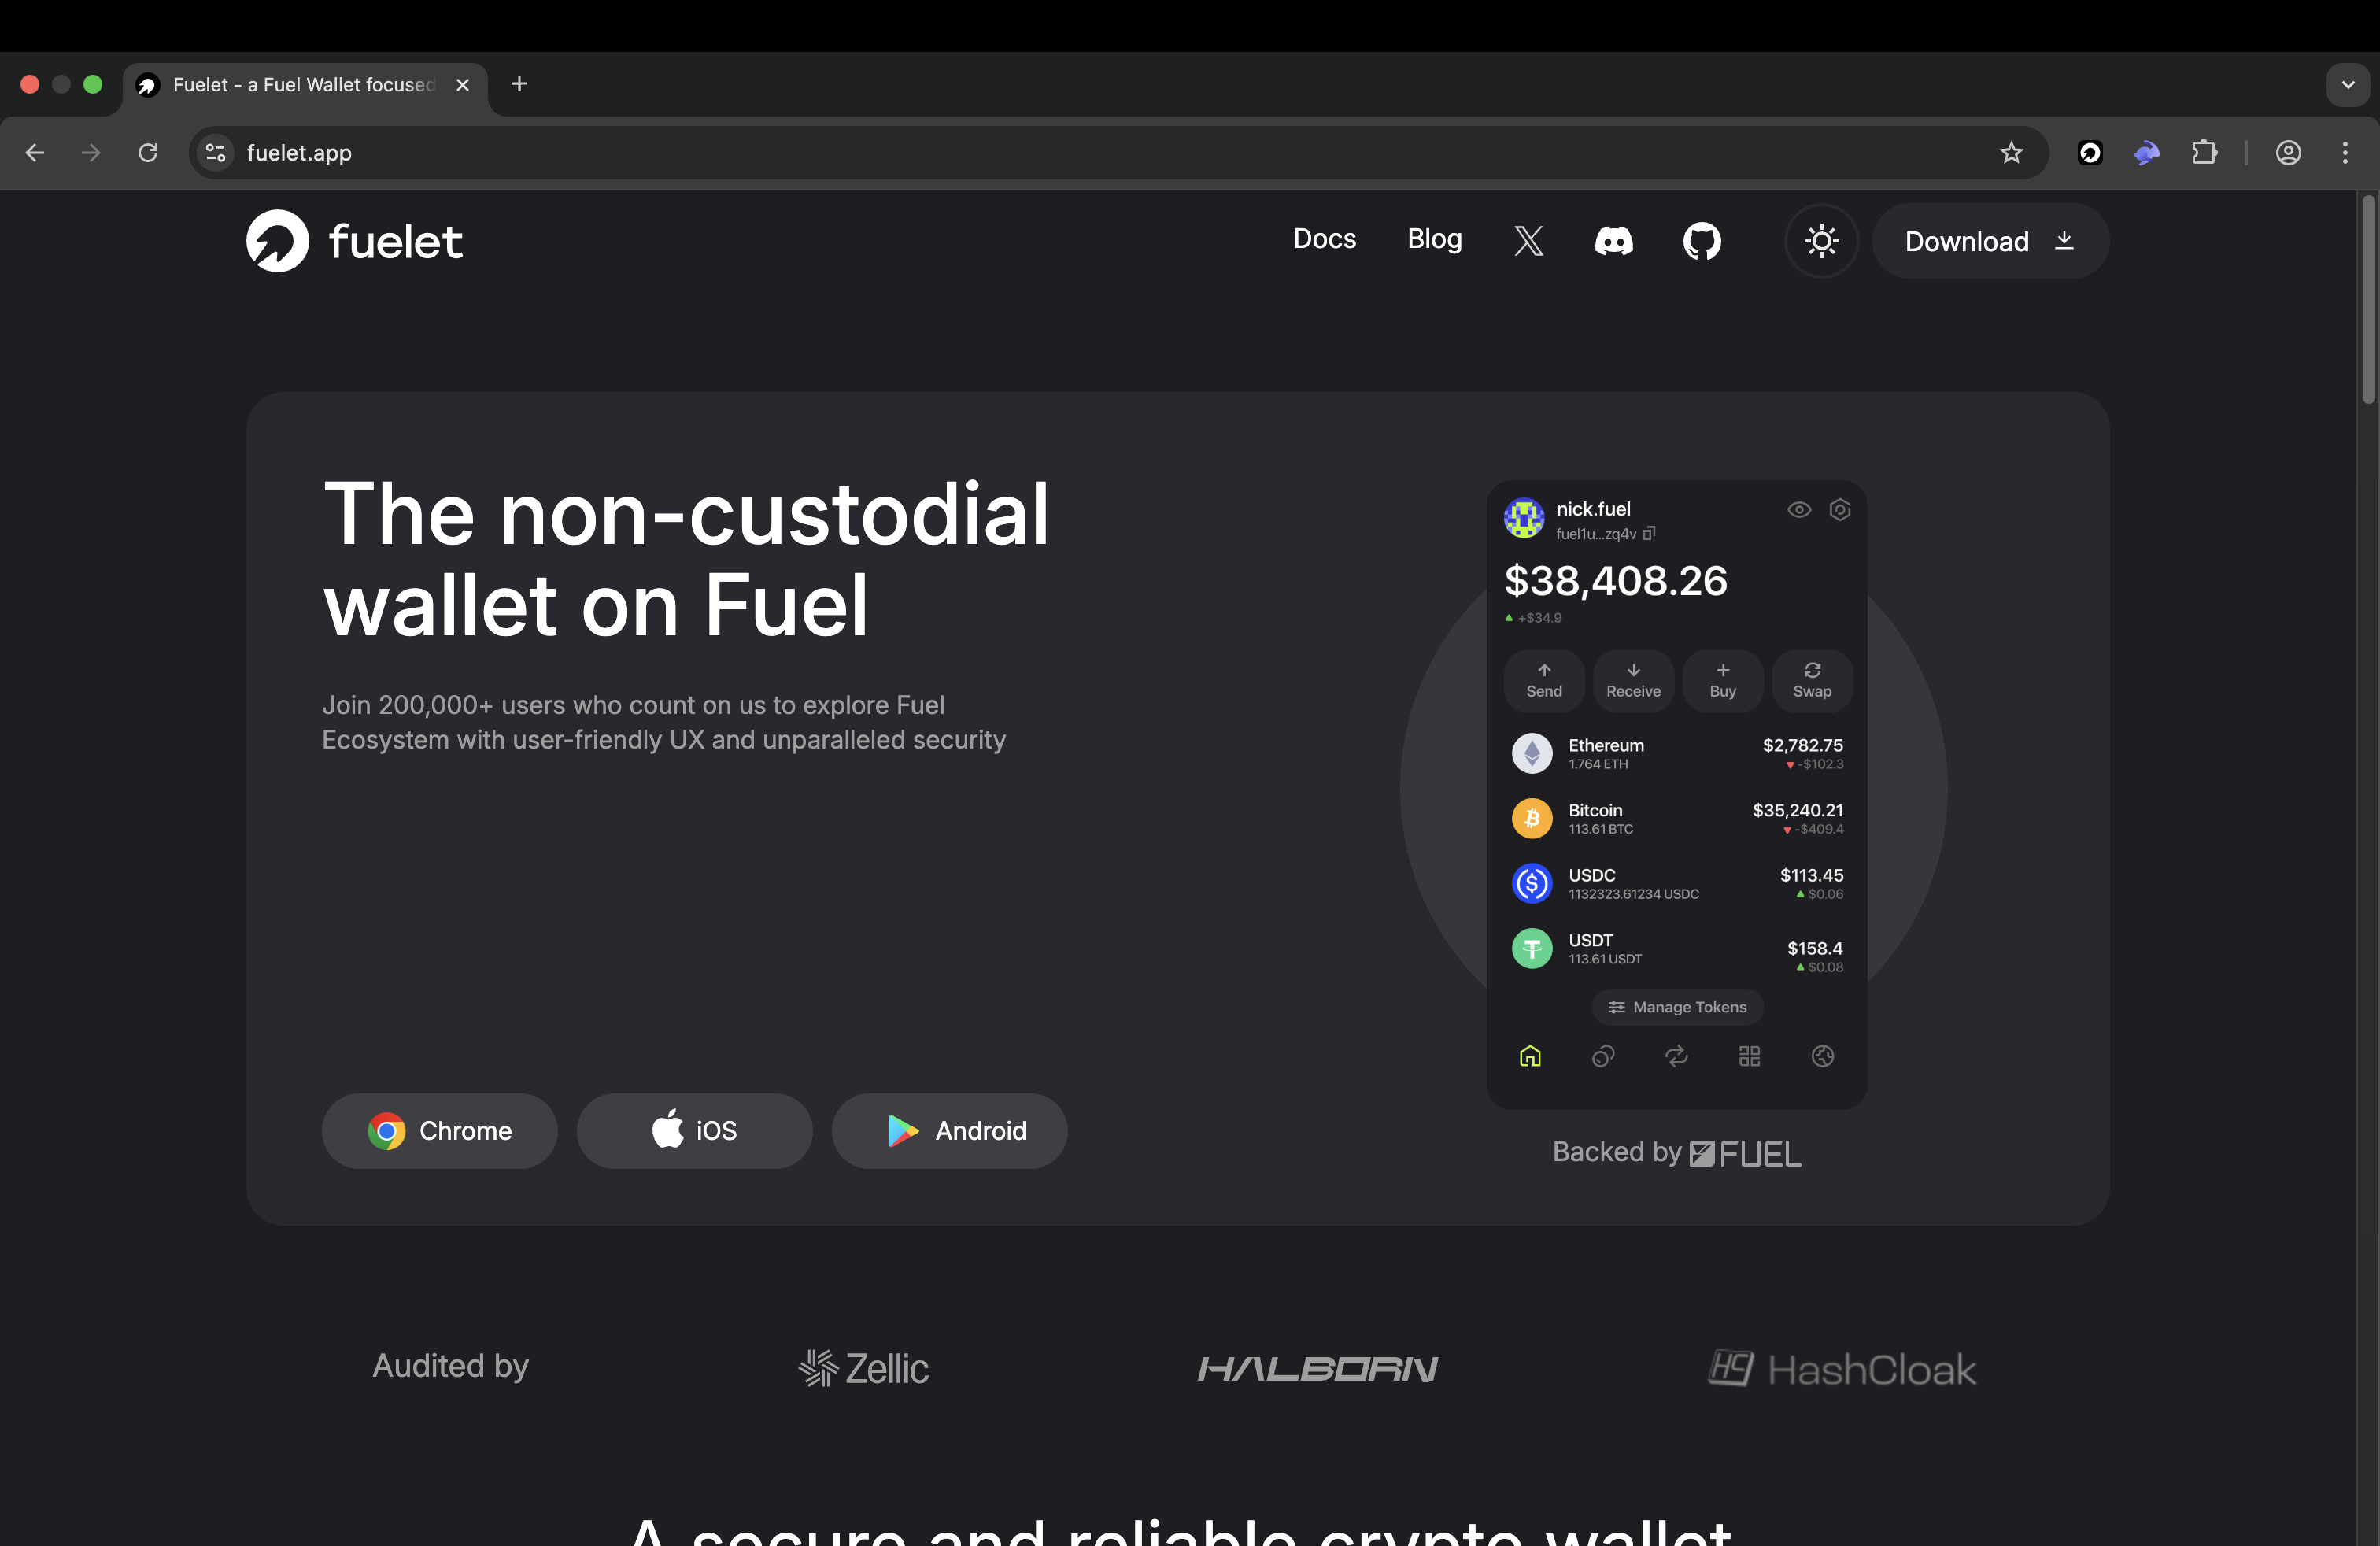 Fuelet - a Fuel Wallet focused
fuelet.app
fuelet
Docs
Blog
Download
The non-custodial
wallet on Fuel
Join 200,000+ users who count on us to explore Fuel
Ecosystem with user-friendly UX and unparalleled security
Chrome
iOS
Android
nick.fuel
fuel1u...zq4v
$38,408.26
+$34.9
Send
Receive
Buy
Swap
Ethereum
$2,782.75
1.764 ETH
-$102.3
Bitcoin
$35,240.21
113.61 BTC
-$409.4
USDC
$113.45
1132323.61234 USDC
$0.06
USDT
$158.4
113.61 USDT
$0.08
Manage Tokens
Backed by FUEL
Audited by
Zellic
HALBORN
HashCloak
A secure and reliable crypto wallet